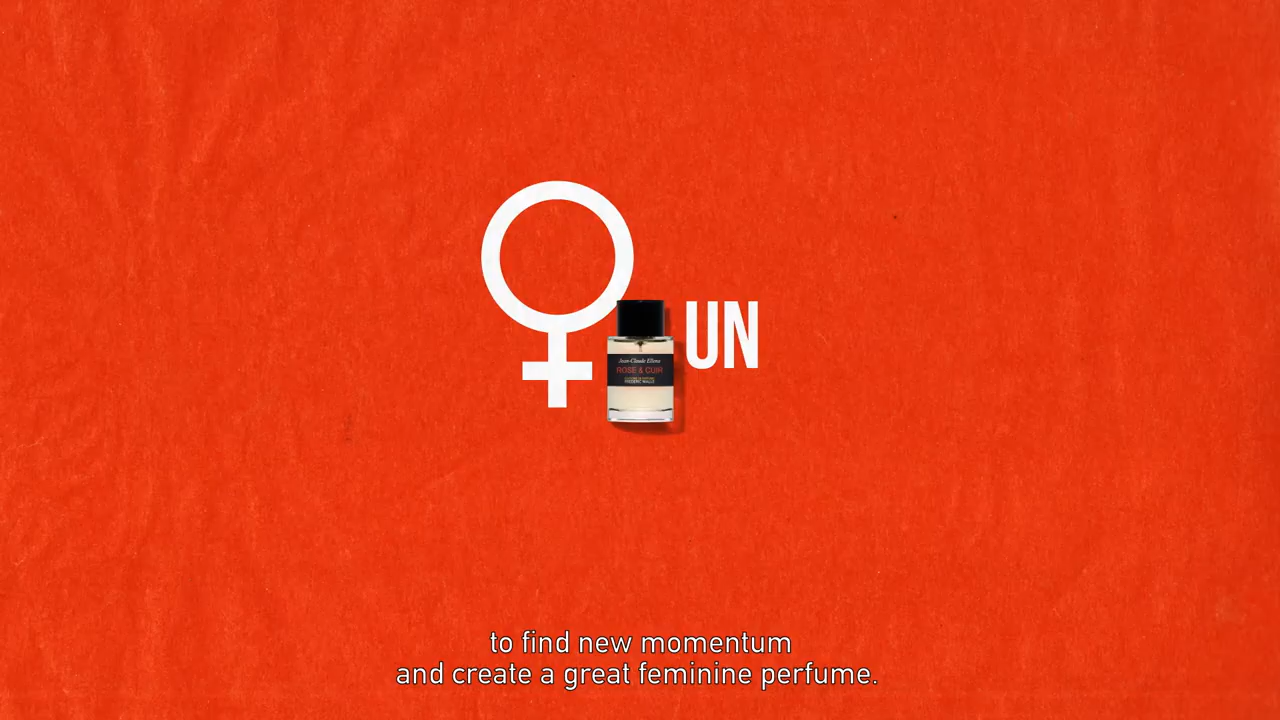 UN
Jean-Claude Ellena
ROSE & CUIR
FREDERIC MALLE
to find new momentum
and create a great feminine perfume.